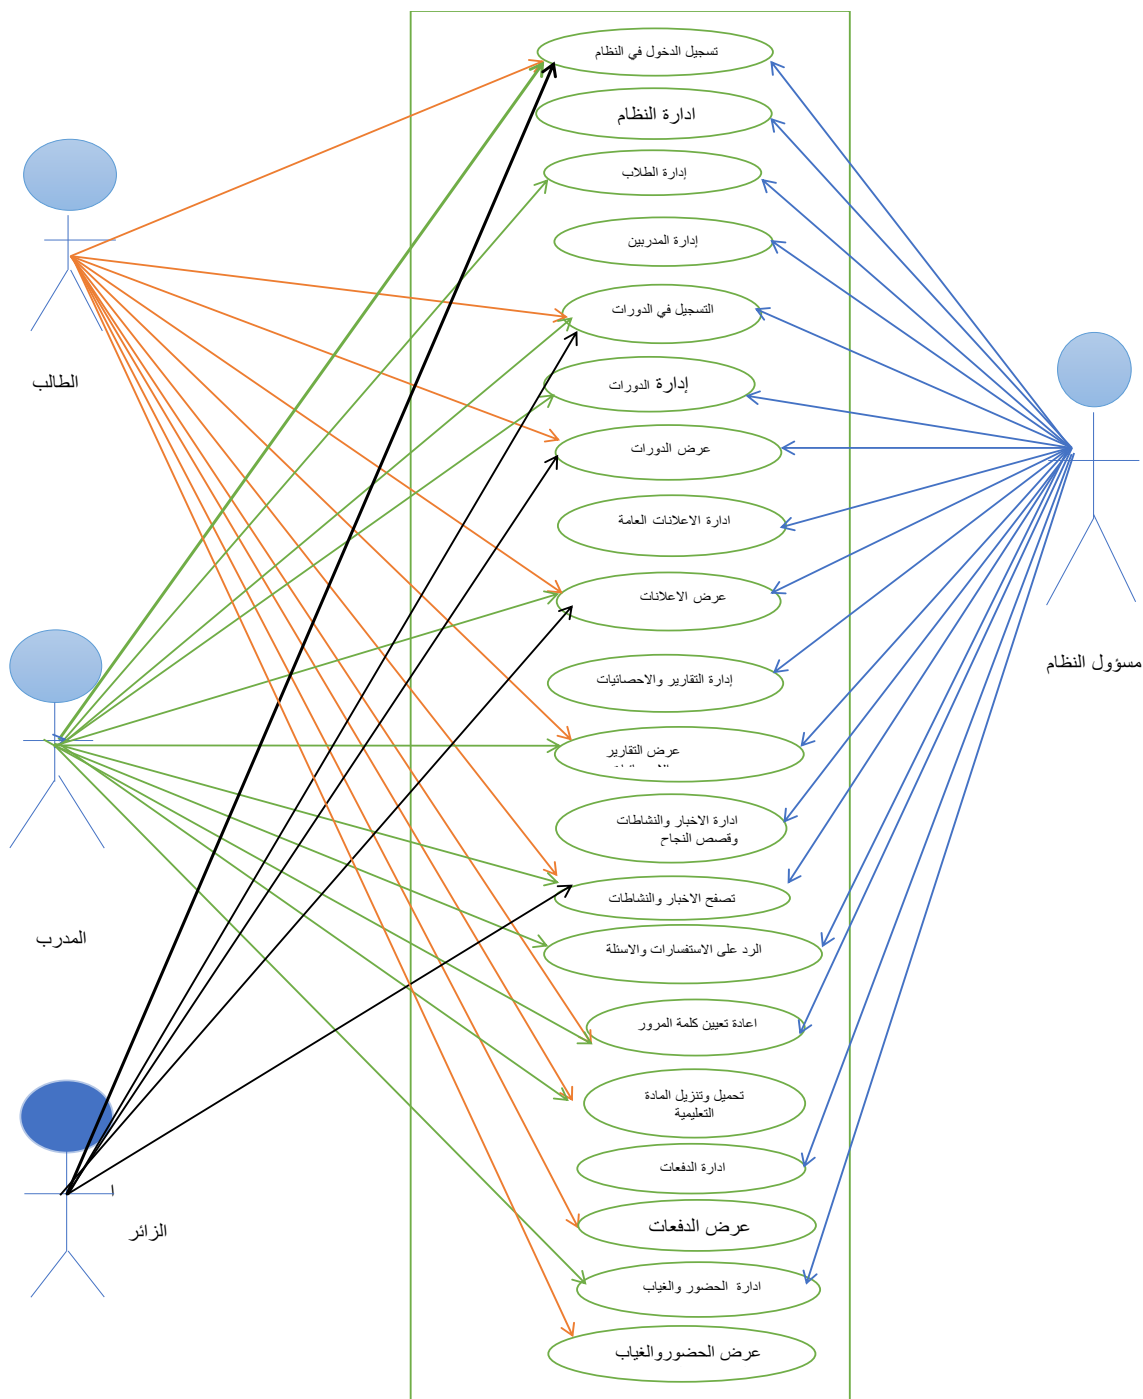 تسجيل الدخول في النظام
ادارة النظام
إدارة الطلاب
إدارة المدربين
التسجيل في الدورات
إدارة الدورات
عرض الدورات
ادارة الاعلانات العامة
عرض الاعلانات
إدارة التقارير والاحصائيات
عرض التقارير
ادارة الاخبار والنشاطات
وقصص النجاح
تصفح الاخبار والنشاطات
الرد على الاستفسارات والاسئلة
اعادة تعيين كلمة المرور
تحميل وتنزيل المادة
التعليمية
ادارة الدفعات
عرض الدفعات
ادارة الحضور والغياب
عرض الحضوروالغياب
الطالب
المدرب
ا
الزائر
مسؤول النظام